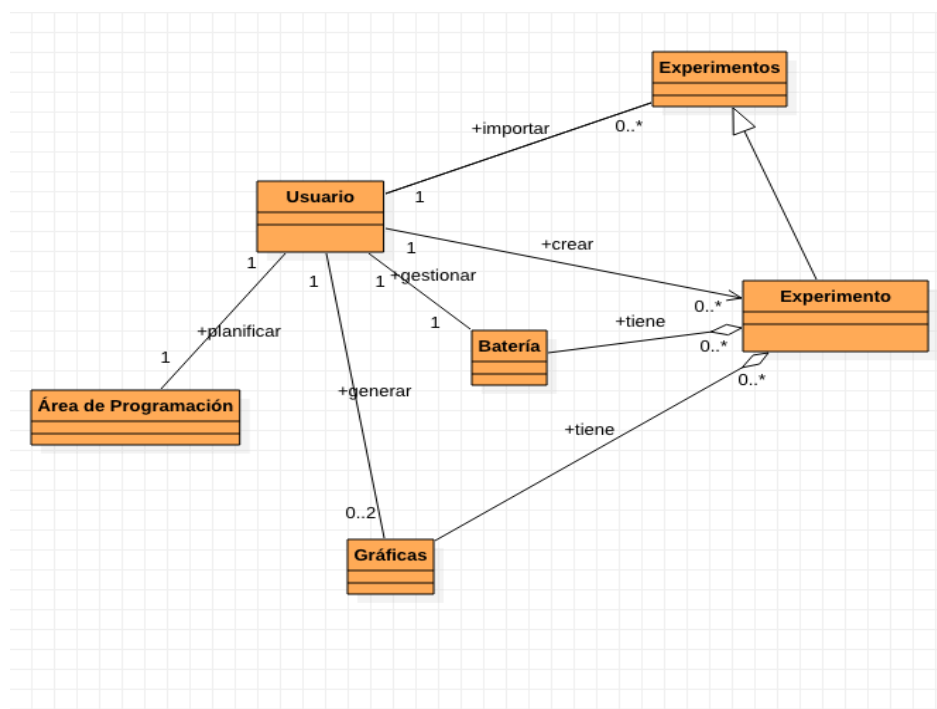 Experimentos
+importar
0..*
Usuario
1
1
+crear
1
1
1
+gestionar
Experimento
0..*
+tiene
1
0..*
+planificar
Batería
1
0..*
+generar
Área de Programación
+tiene
0..2
Gráficas